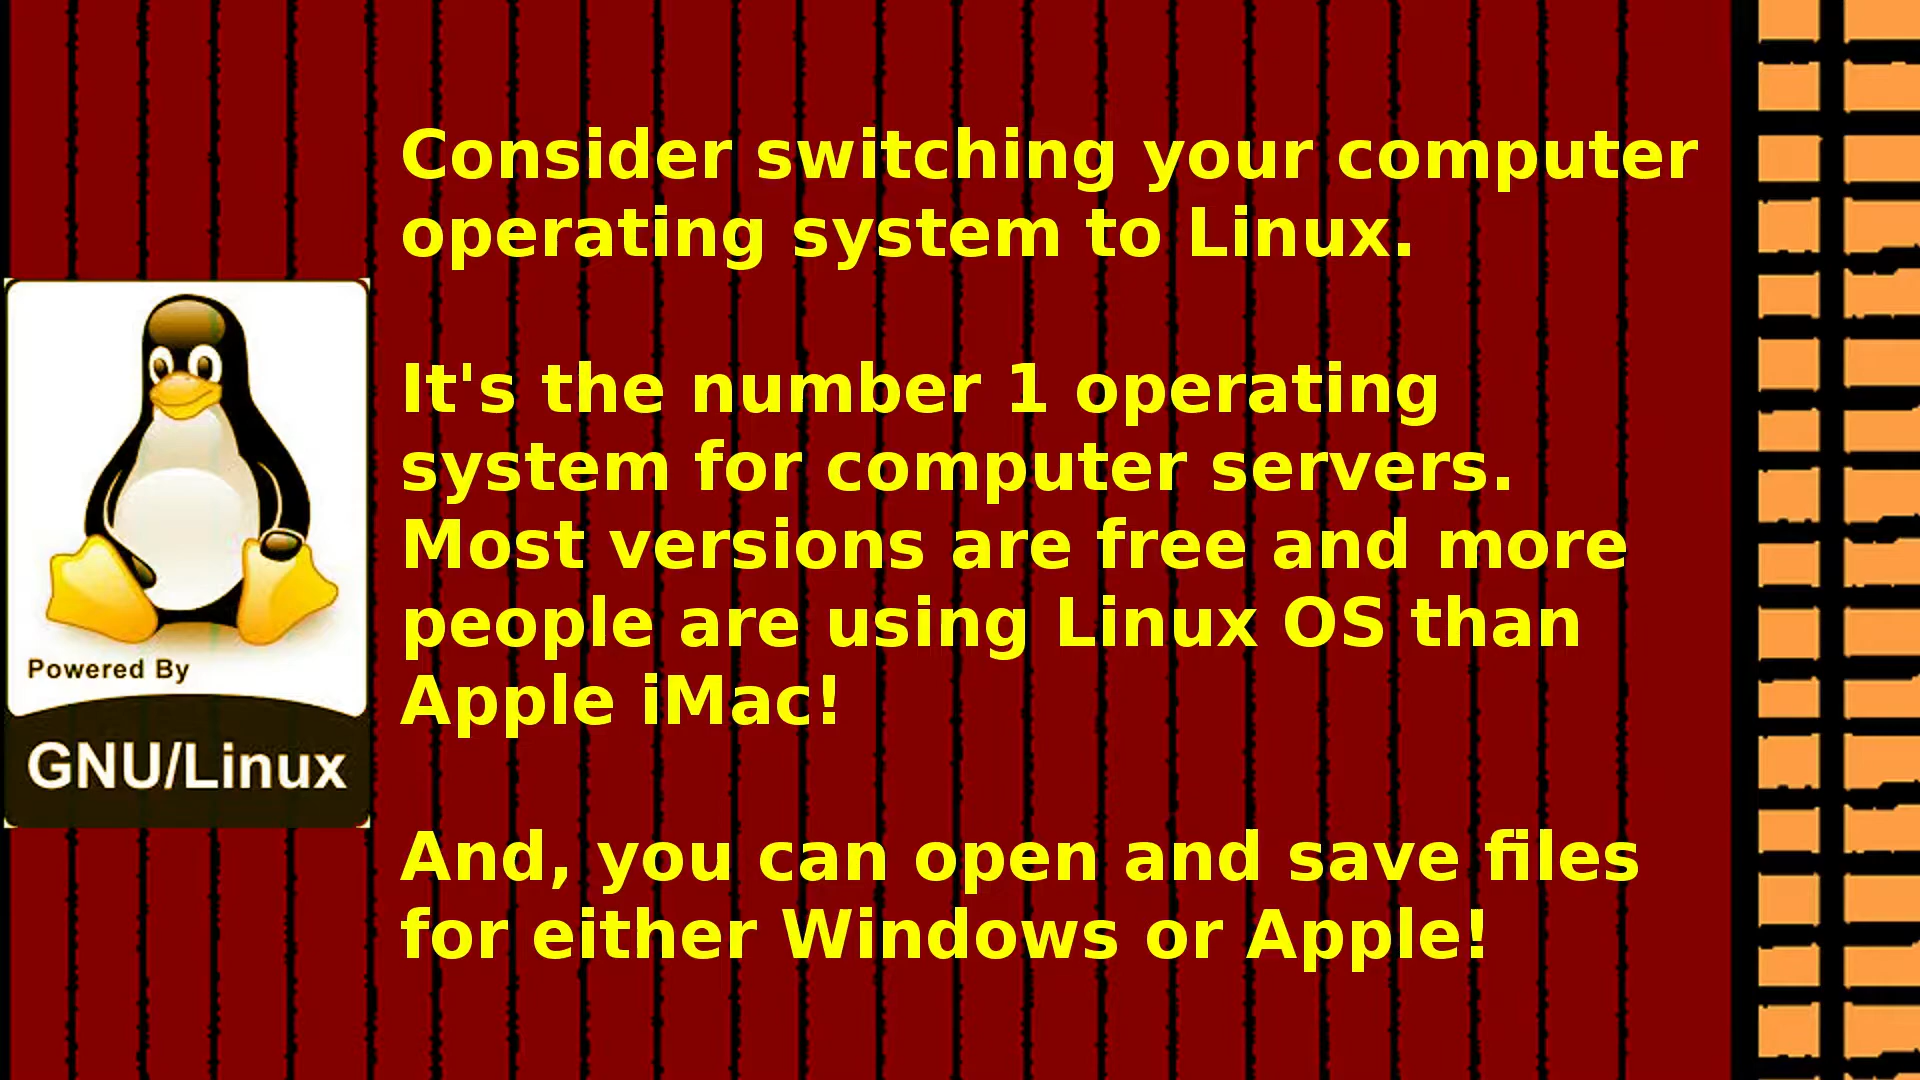 Consider switching your computer
operating system to Linux.
It's the number 1 operating
system for computer servers.
Most versions are free and more
people are using Linux OS than
Apple iMac!
And, you can open and save files
for either Windows or Apple!
Powered By
GNU/Linux